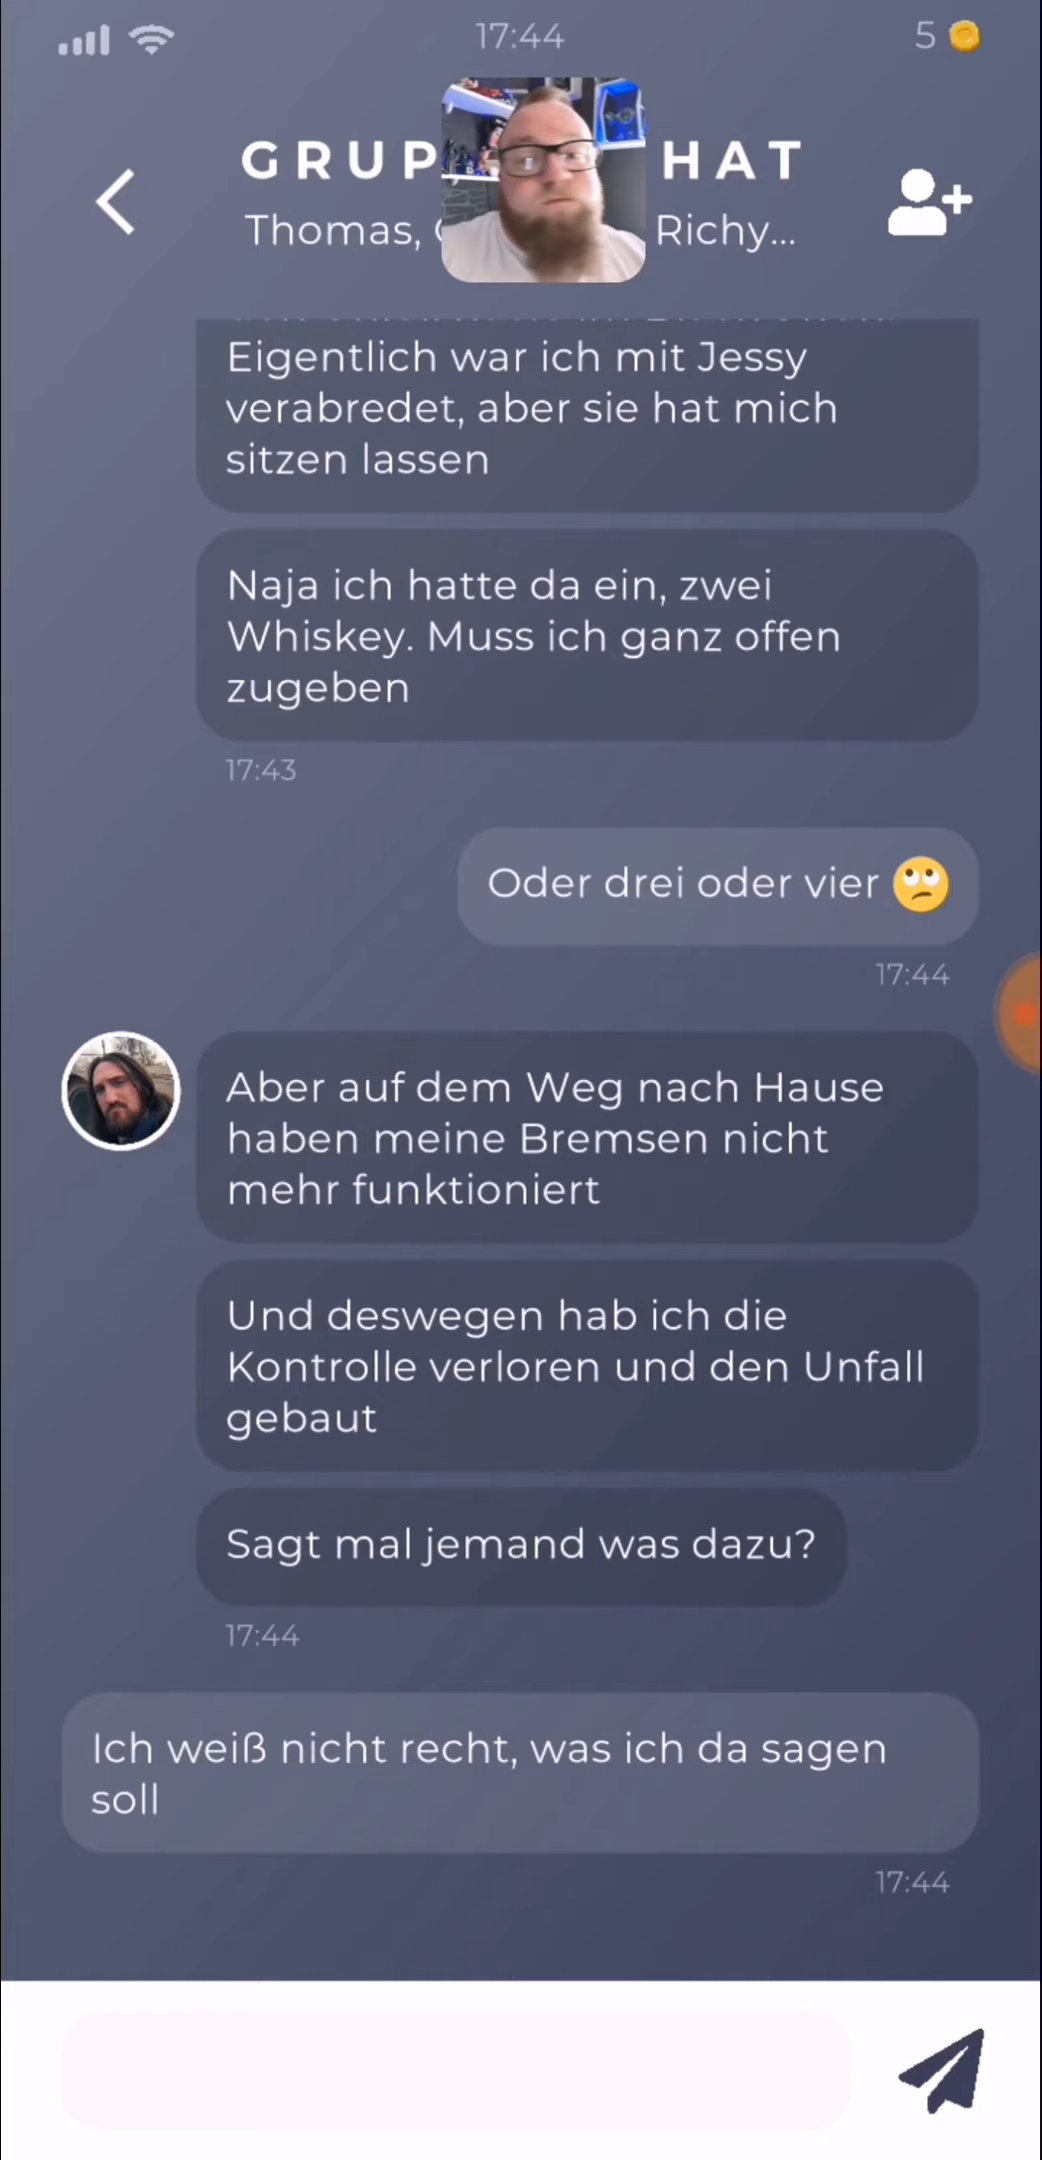 17:44
5
GRUP HAT
Thomas, Richy...
Eigentlich war ich mit Jessy
verabredet, aber sie hat mich
sitzen lassen
Naja ich hatte da ein, zwei
Whiskey. Muss ich ganz offen
zugeben
17:43
Oder drei oder vier 🙄
17:44
Aber auf dem Weg nach Hause
haben meine Bremsen nicht
mehr funktioniert
Und deswegen hab ich die
Kontrolle verloren und den Unfall
gebaut
Sagt mal jemand was dazu?
17:44
Ich weiß nicht recht, was ich da sagen
soll
17:44